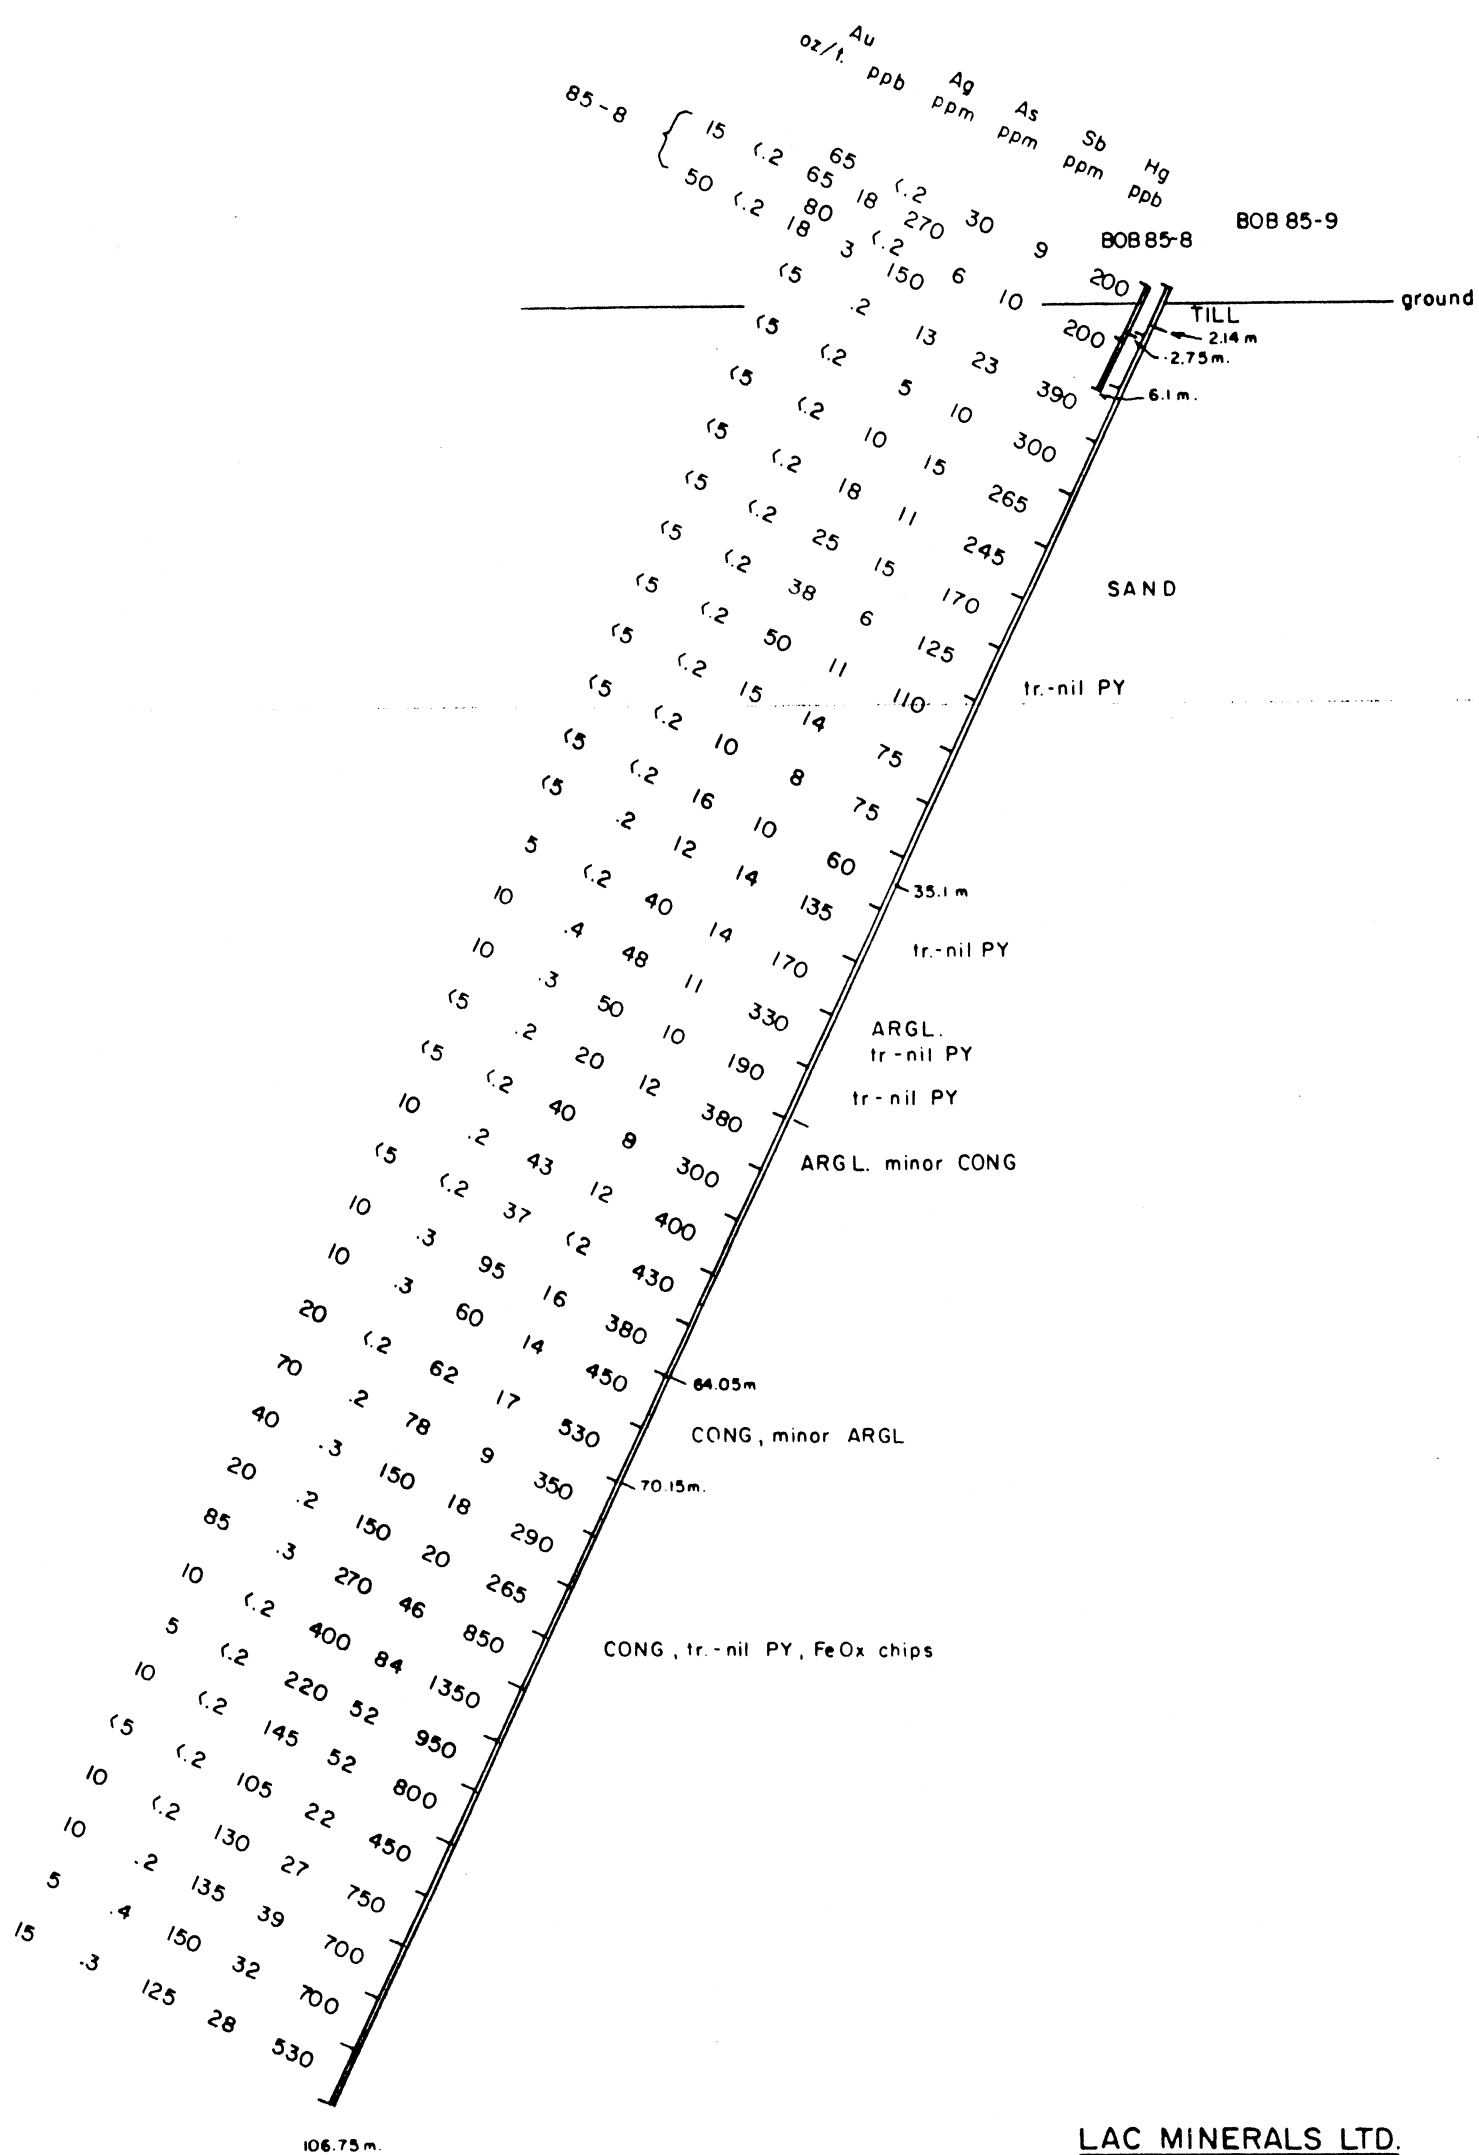 Au Ag As Sb Hg
oz/t. ppb ppm ppm ppm ppb
85-8
15 <.2 65 18 270
50 <.2 18 3 150
BOB 85-8
BOB 85-9
ground
65 <.2 30 9 200
80 <.2 6 10 200
TILL
2.14 m
2.75 m.
<5 .2 13 23 390
6.1 m.
<5 <.2 5 10 300
<5 <.2 10 15 265
<5 <.2 18 11 245
<5 <.2 25 15 170
SAND
<5 <.2 38 6 125
<5 <.2 50 11 110
tr.-nil PY
<5 <.2 15 14 75
<5 <.2 10 8 75
<5 <.2 16 10 60
35.1 m
<5 .2 12 14 135
tr.-nil PY
5 <.2 40 14 170
10 .4 48 11 330
ARGL.
tr-nil PY
10 .3 50 10 190
tr-nil PY
<5 .2 20 12 380
ARGL. minor CONG
<5 <.2 40 8 300
10 .2 43 12 400
<5 <.2 37 <2 430
10 .3 95 16 380
10 .3 60 14 450
64.05m
20 <.2 62 17 530
CONG, minor ARGL
70 .2 78 9 350
70.15m.
40 .3 150 18 290
20 .2 150 20 265
85 .3 270 46 850
CONG, tr.-nil PY, FeOx chips
10 <.2 400 84 1350
5 <.2 220 52 950
10 <.2 145 52 800
<5 <.2 105 22 450
10 <.2 130 27 750
10 .2 135 39 700
5 .4 150 32 700
15 .3 125 28 530
106.75m.
LAC MINERALS LTD.